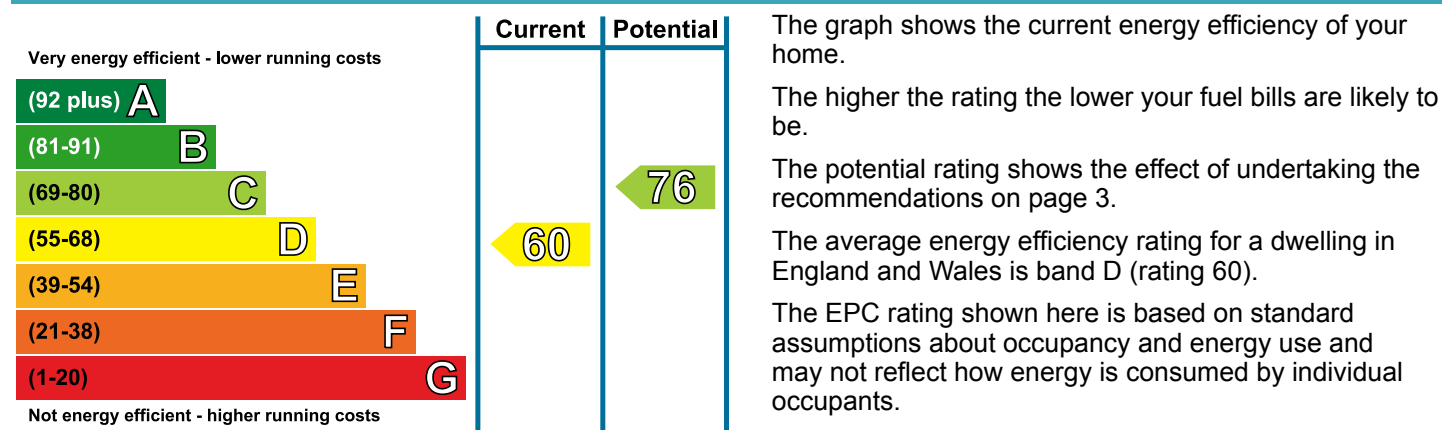 Current Potential
Very energy efficient - lower running costs
(92 plus) A
(81-91) B
(69-80) C
76
(55-68) D
60
(39-54) E
(21-38) F
(1-20) G
Not energy efficient - higher running costs
The graph shows the current energy efficiency of your
home.
The higher the rating the lower your fuel bills are likely to
be.
The potential rating shows the effect of undertaking the
recommendations on page 3.
The average energy efficiency rating for a dwelling in
England and Wales is band D (rating 60).
The EPC rating shown here is based on standard
assumptions about occupancy and energy use and
may not reflect how energy is consumed by individual
occupants.